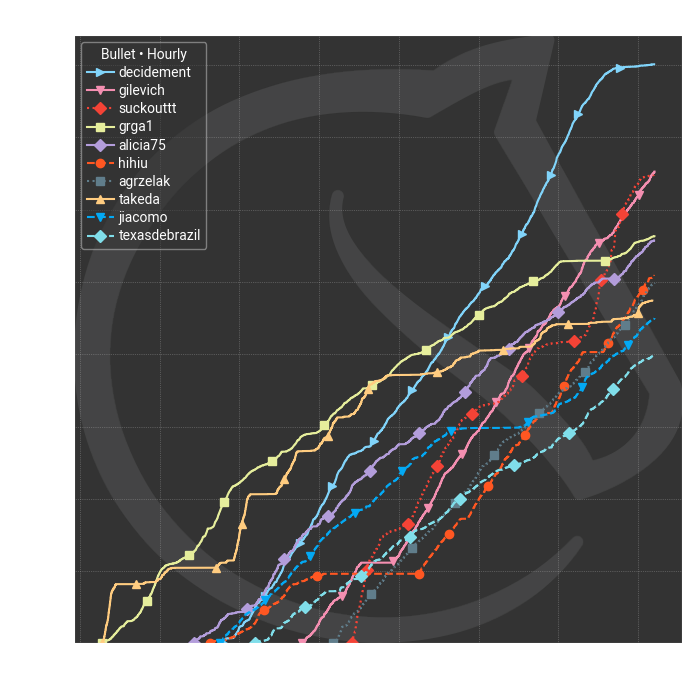 Bullet • Hourly
decidement
gilevich
suckouttt
grga1
alicia75
hihiu
agrzelak
takeda
jiacomo
texasdebrazil